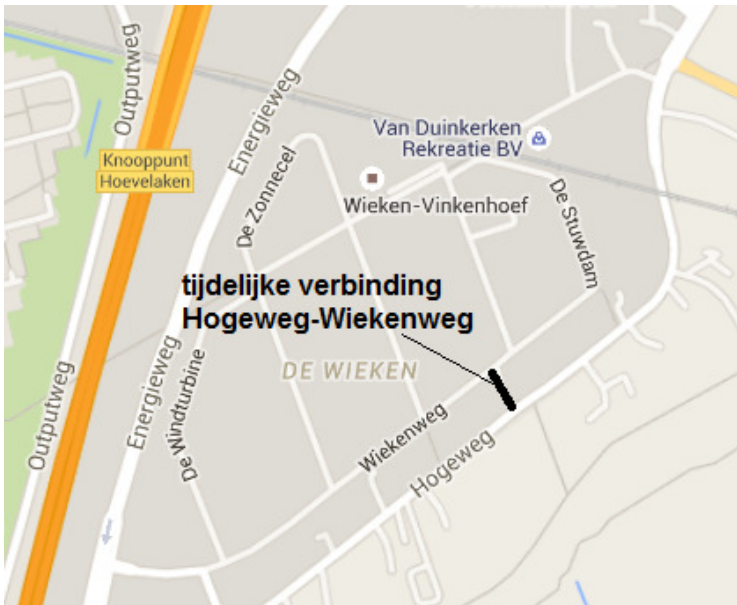 Outputweg
Energieweg
Van Duinkerken
Rekreatie BV
Knooppunt
Hoevelaken
De Zonnecel
Wieken-Vinkenhoef
De Stuwdam
tijdelijke verbinding
Hogeweg-Wiekenweg
Outputweg
Energieweg
De Windturbine
DE WIEKEN
Wiekenweg
Hogeweg